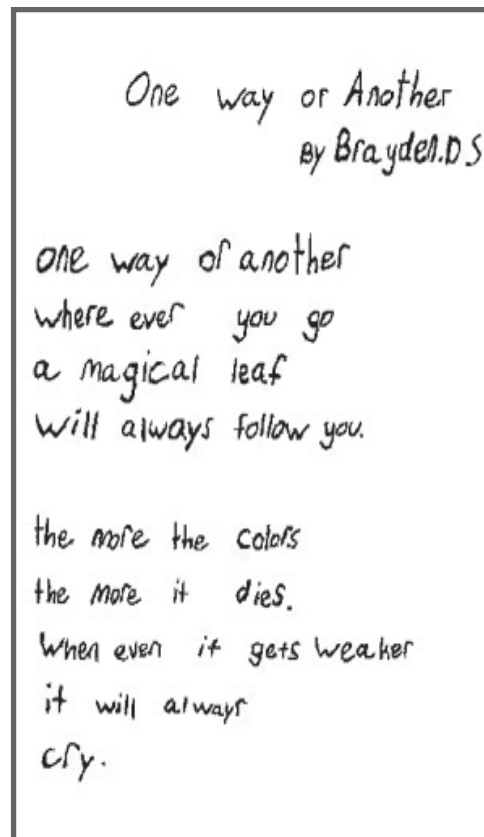 One way or Another
By Brayden.D S
one way or another
where ever you go
a magical leaf
will always follow you.
the more the colors
the more it dies.
When even it gets weaker
it will always
cry.